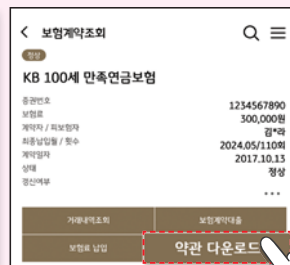 보험계약조회
정상
KB 100세 만족연금보험
증권번호 1234567890
보험료 300,000원
계약자 / 피보험자 김*라
최종납입월 / 횟수 2024.05/110회
계약일자 2017.10.13
상태 정상
갱신여부
...
거래내역조회 보험계약대출
보험료 납입 약관 다운로드